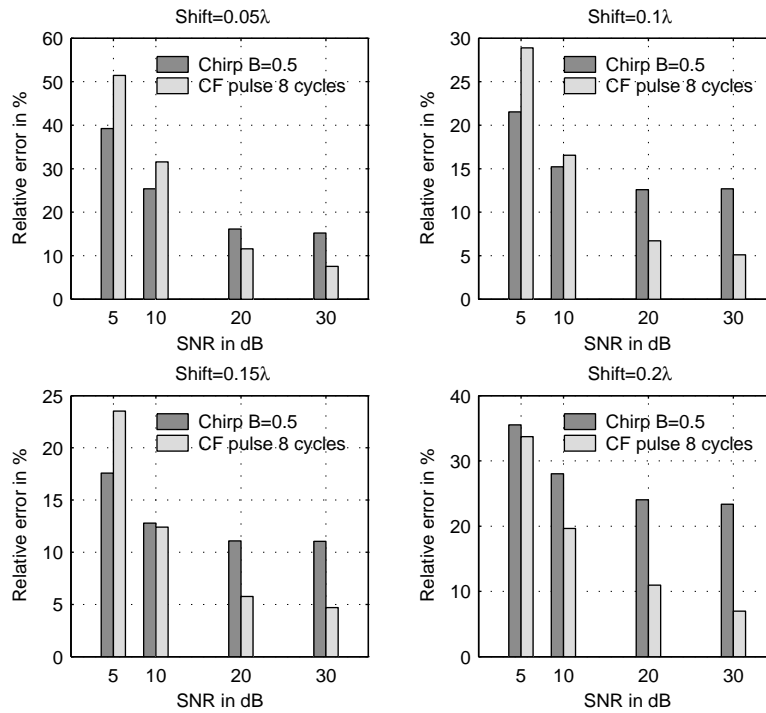 Shift=0.05λ
60
50
40
30
20
10
0
Relative error in %
Chirp B=0.5
CF pulse 8 cycles
5 10 20 30
SNR in dB
Shift=0.1λ
30
25
20
15
10
5
0
Relative error in %
Chirp B=0.5
CF pulse 8 cycles
5 10 20 30
SNR in dB
Shift=0.15λ
25
20
15
10
5
0
Relative error in %
Chirp B=0.5
CF pulse 8 cycles
5 10 20 30
SNR in dB
Shift=0.2λ
40
30
20
10
0
Relative error in %
Chirp B=0.5
CF pulse 8 cycles
5 10 20 30
SNR in dB